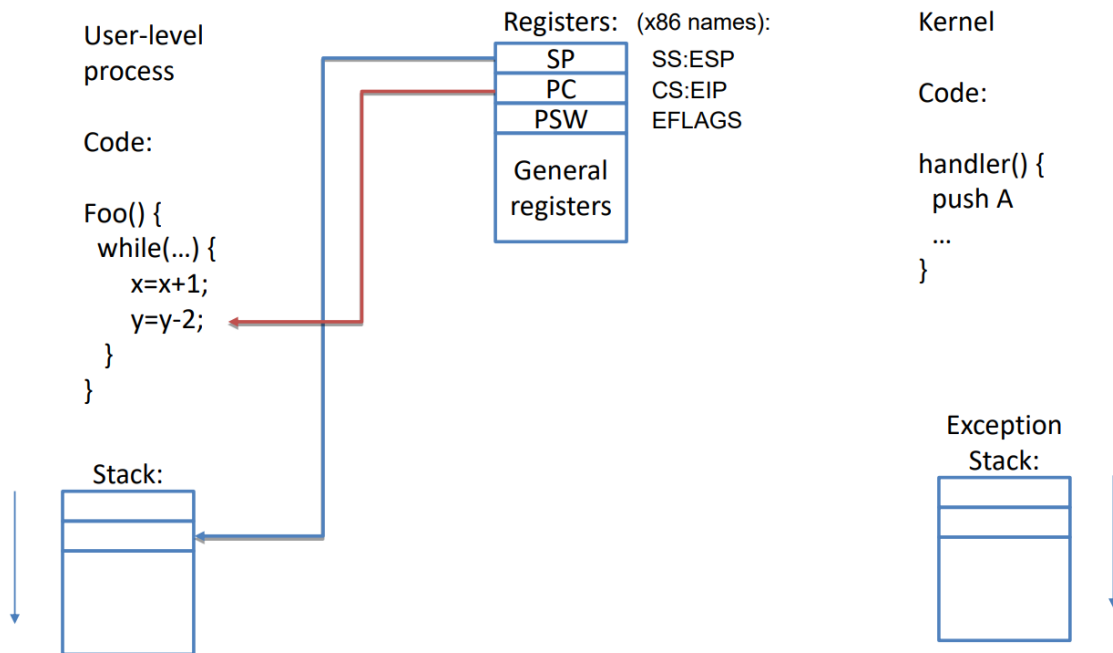 User-level
process
Code:
Foo() {
while(...) {
x=x+1;
y=y-2;
}
}
Stack:
Registers: (x86 names):
SP SS:ESP
PC CS:EIP
PSW EFLAGS
General
registers
Kernel
Code:
handler() {
push A
...
}
Exception
Stack: